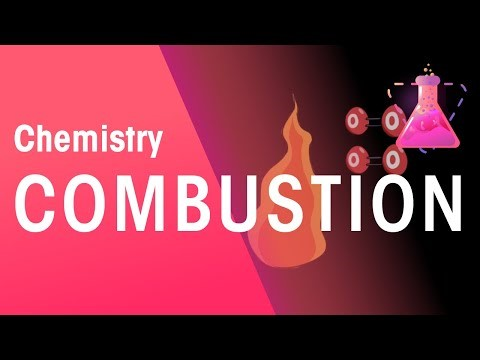 Chemistry
COMBUSTION
O O
O O